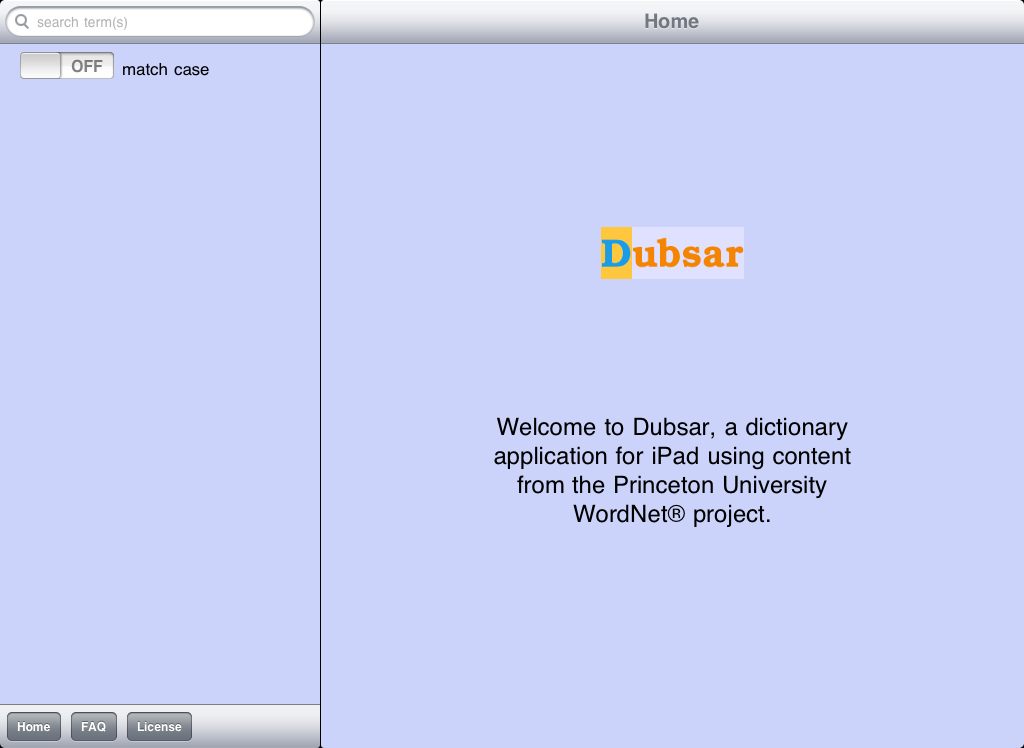 search term(s)
Home
OFF match case
Dubsar
Welcome to Dubsar, a dictionary
application for iPad using content
from the Princeton University
WordNet® project.
Home FAQ License